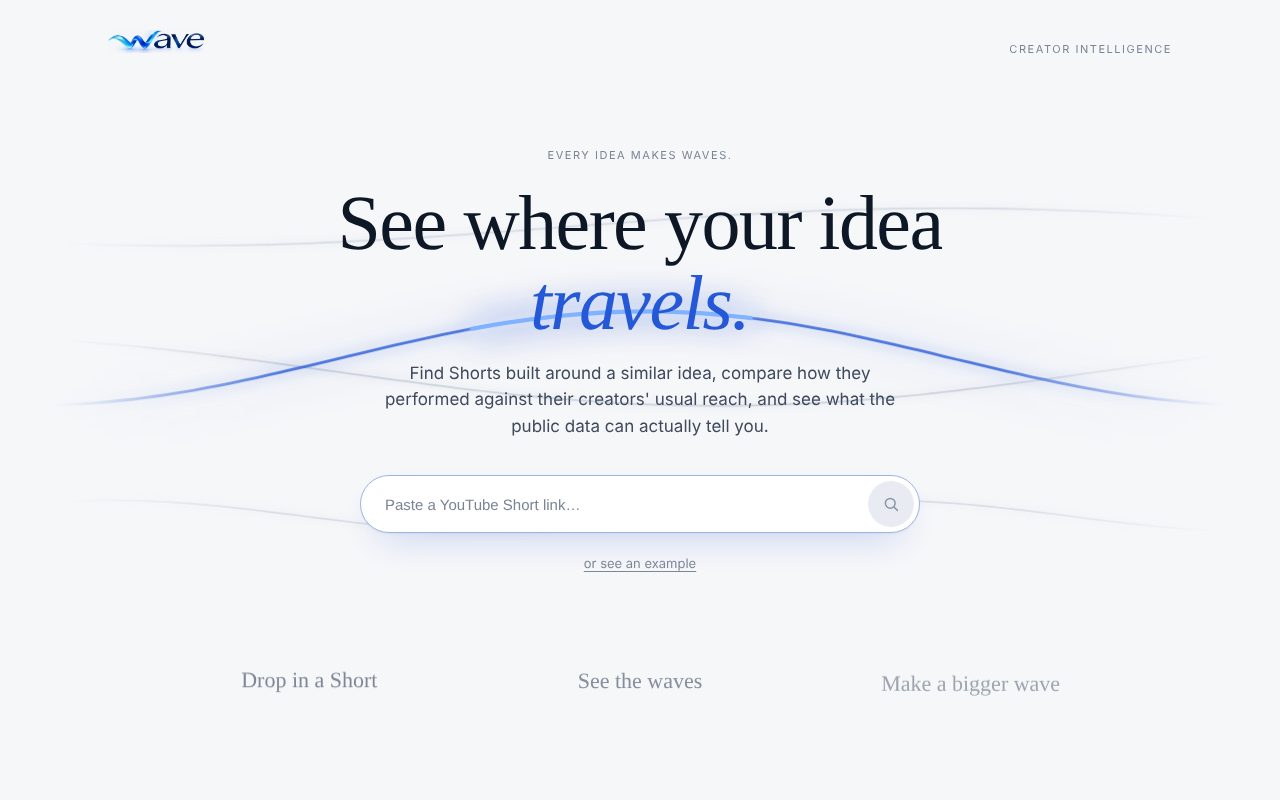 wave
CREATOR INTELLIGENCE
EVERY IDEA MAKES WAVES.
See where your idea
travels.
Find Shorts built around a similar idea, compare how they
performed against their creators' usual reach, and see what the
public data can actually tell you.
Paste a YouTube Short link…
or see an example
Drop in a Short
See the waves
Make a bigger wave